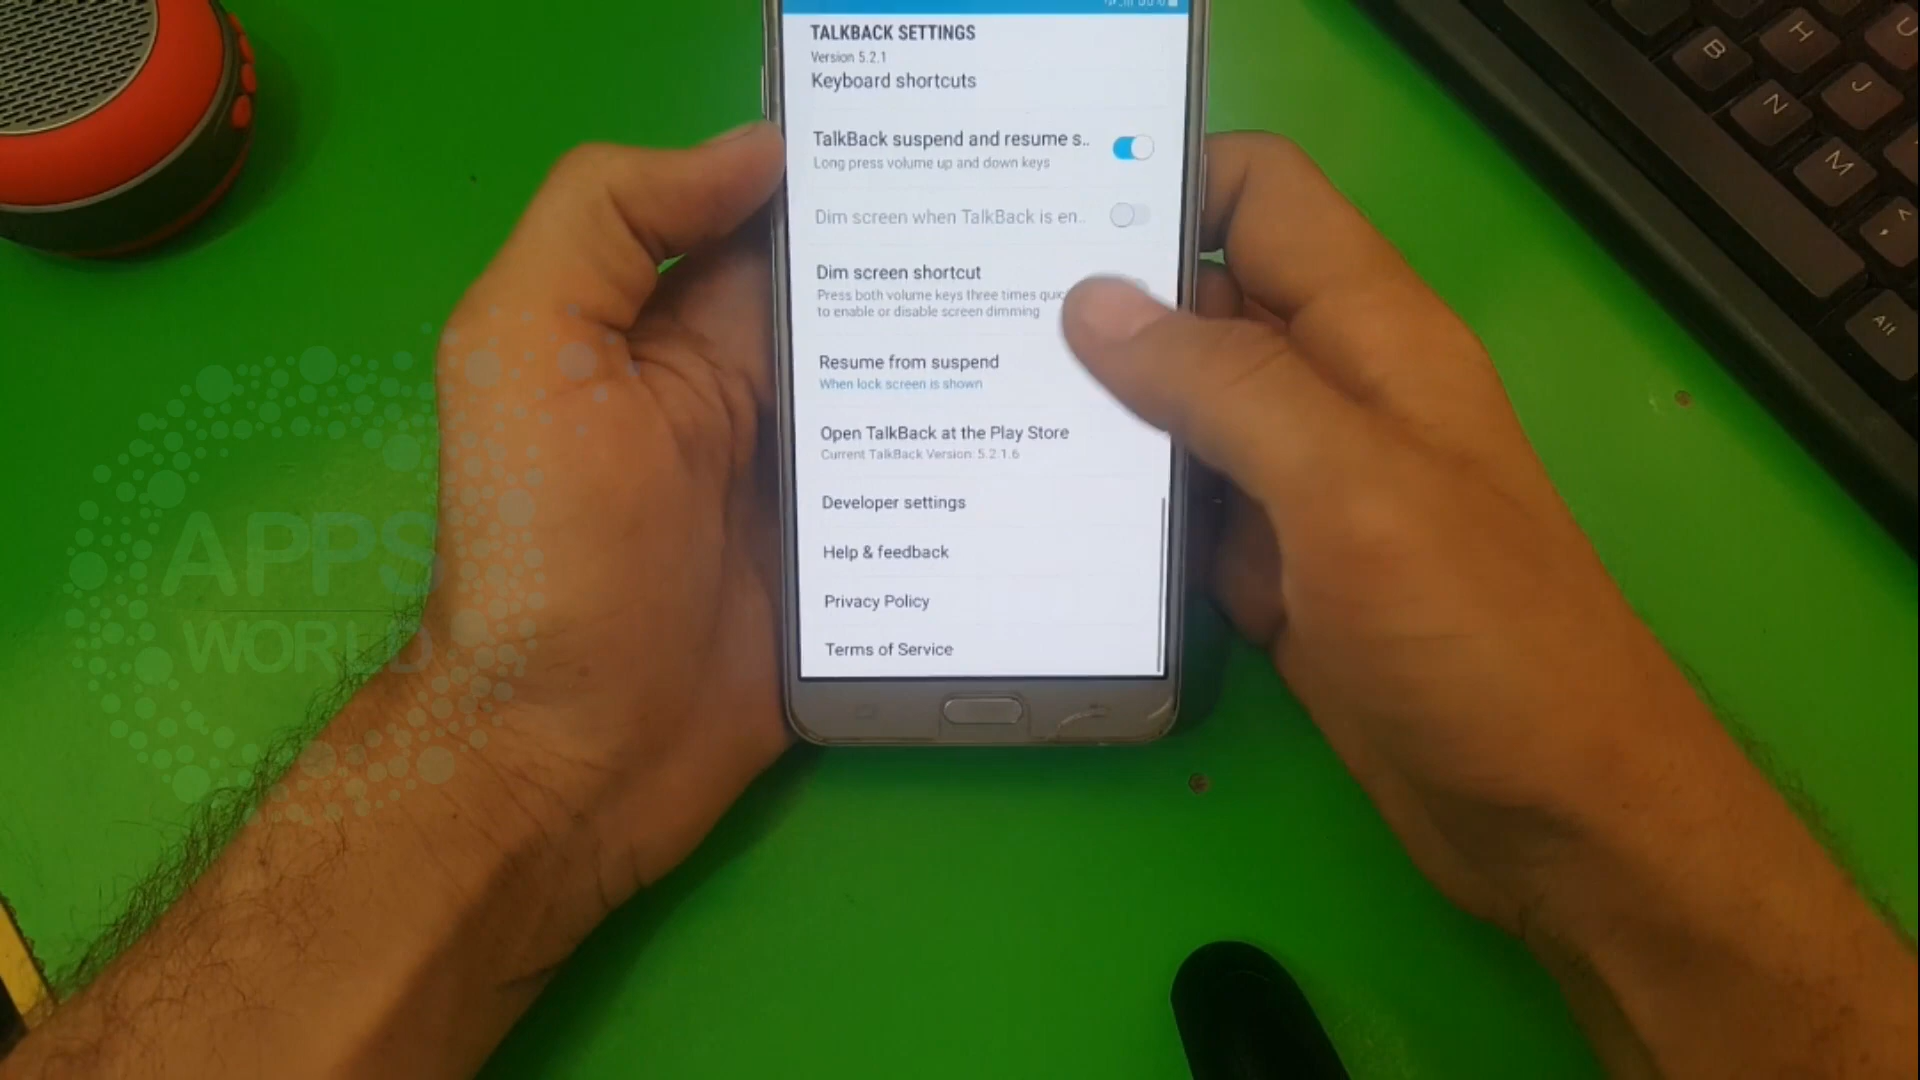 TALKBACK SETTINGS
Version 5.2.1
Keyboard shortcuts
TalkBack suspend and resume s..
Long press volume up and down keys
Dim screen when TalkBack is en..
Dim screen shortcut
Press both volume keys three times
to enable or disable screen dimming
Resume from suspend
When lock screen is shown
Open TalkBack at the Play Store
Current TalkBack Version: 5.2.1.6
Developer settings
Help & feedback
Privacy Policy
Terms of Service
APPS
WORLD
B
H
U
N
J
M
Alt